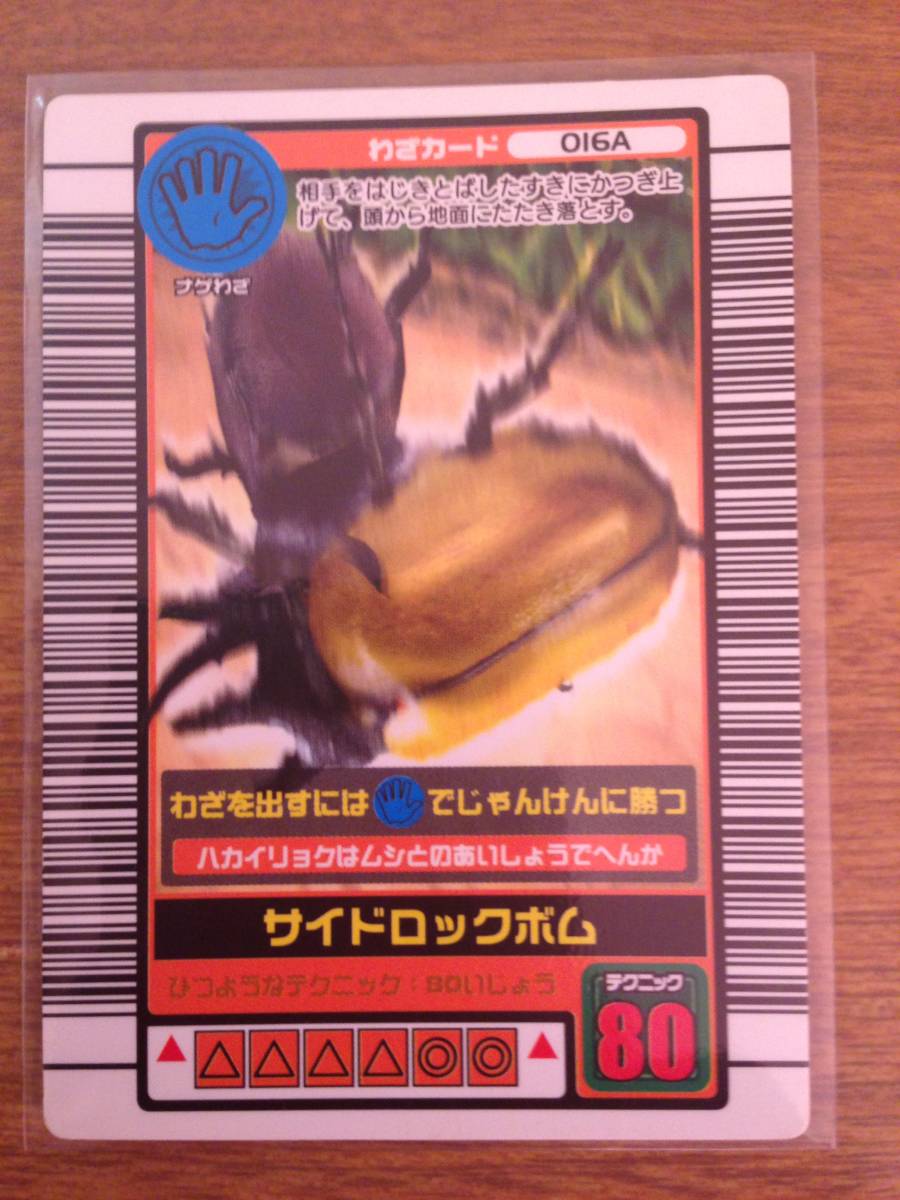 わざカード 016A
相手をはじきとばしたすきにかつぎ上
げて、頭から地面にたたき落とす。
ナゲわざ
わざを出すには でじゃんけんに勝つ
ハカイリョクはムシとのあいしょうでへんか
サイドロックボム
ひつようなテクニック:80いじょう
テクニック
80